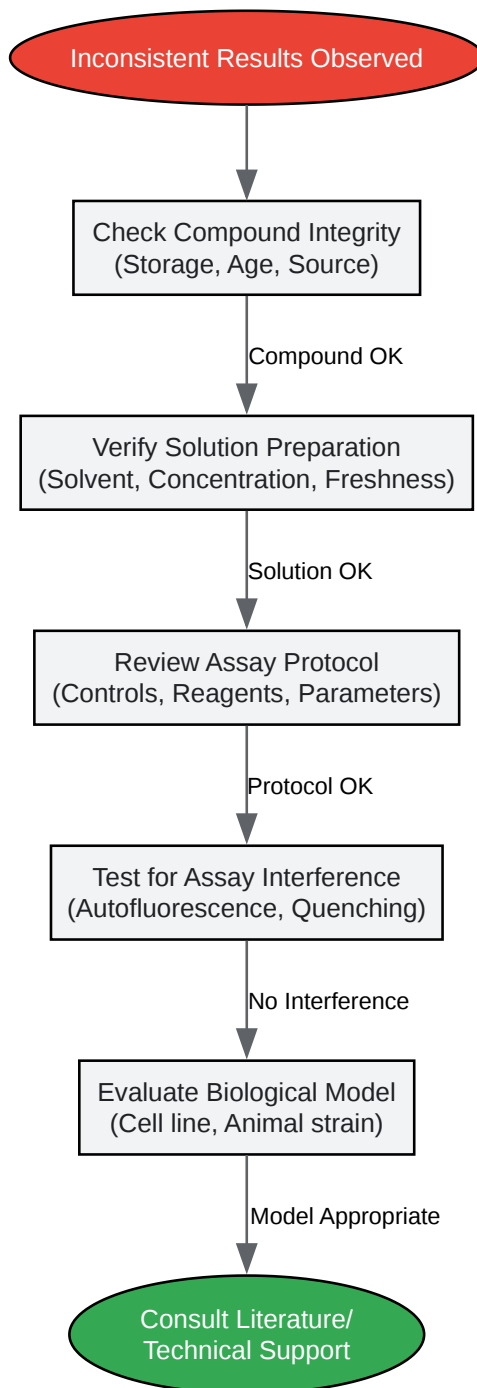 Inconsistent Results Observed
Check Compound Integrity
(Storage, Age, Source)
Compound OK
Verify Solution Preparation
(Solvent, Concentration, Freshness)
Solution OK
Review Assay Protocol
(Controls, Reagents, Parameters)
Protocol OK
Test for Assay Interference
(Autofluorescence, Quenching)
No Interference
Evaluate Biological Model
(Cell line, Animal strain)
Model Appropriate
Consult Literature/
Technical Support